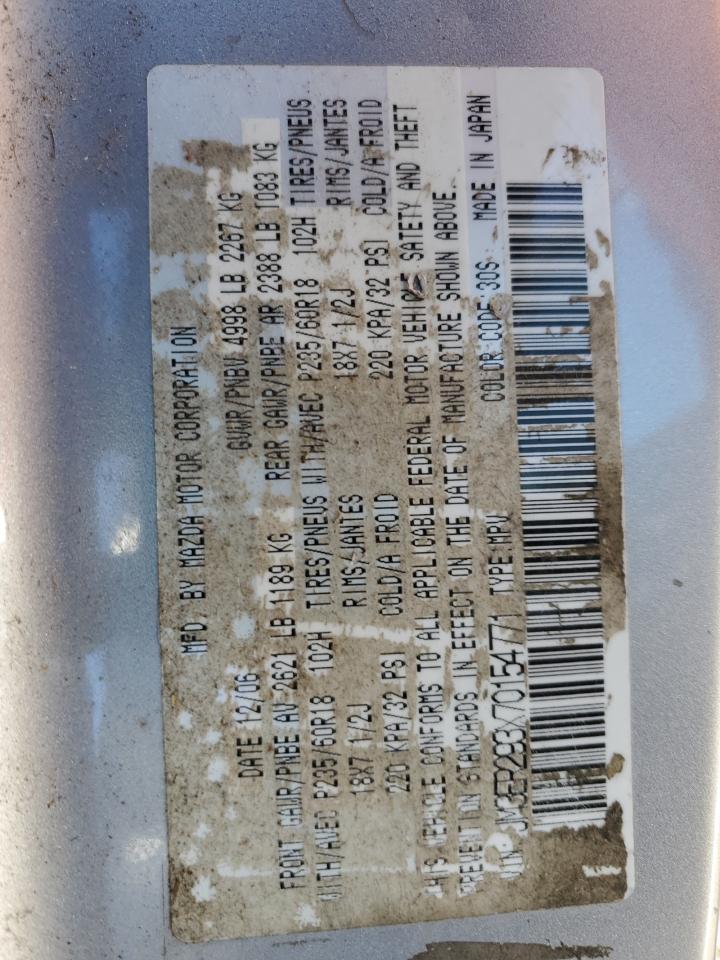 MFD. BY MAZDA MOTOR CORPORATION
DATE 12/06 GVWR/PNBV 4998 LB 2267 KG
FRONT GAWR/PNBE AV 2621 LB 1189 KG REAR GAWR/PNBE AR 2388 LB 1083 KG
WITH/AVEC P235/60R18 102H TIRES/PNEUS WITH/AVEC P235/60R18 102H TIRES/PNEUS
18X7 1/2J RIMS/JANTES 18X7 1/2J RIMS/JANTES
220 KPA/32 PSI COLD/A FROID 220 KPA/32 PSI COLD/A FROID
THIS VEHICLE CONFORMS TO ALL APPLICABLE FEDERAL MOTOR VEHICLE SATETY AND THEFT
PREVENTION STANDARDS IN EFFECT ON THE DATE OF MANUFACTURE SHOWN ABOVE.
VIN: JM3ER293X70154771 TYPE:MPV COLOR CODE:30S MADE IN JAPAN